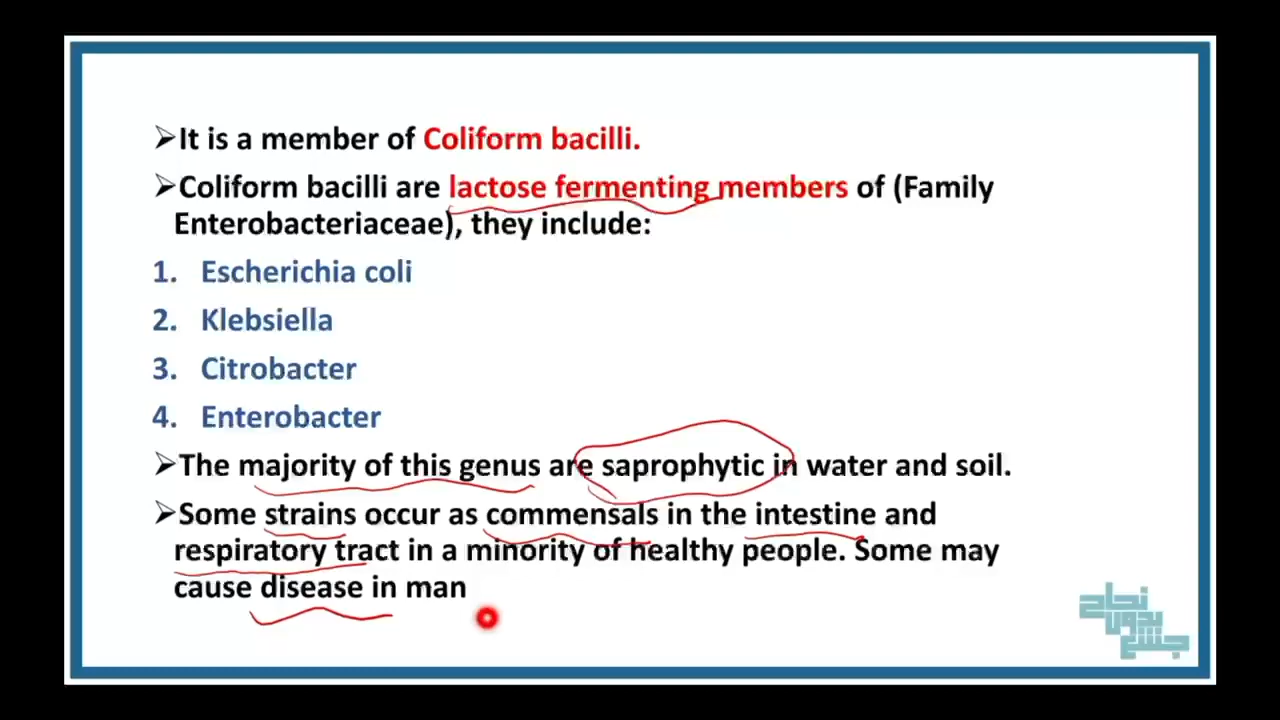 ➢It is a member of Coliform bacilli.
➢Coliform bacilli are lactose fermenting members of (Family
Enterobacteriaceae), they include:
1. Escherichia coli
2. Klebsiella
3. Citrobacter
4. Enterobacter
➢The majority of this genus are saprophytic in water and soil.
➢Some strains occur as commensals in the intestine and
respiratory tract in a minority of healthy people. Some may
cause disease in man
نجاح
بدون
جشع